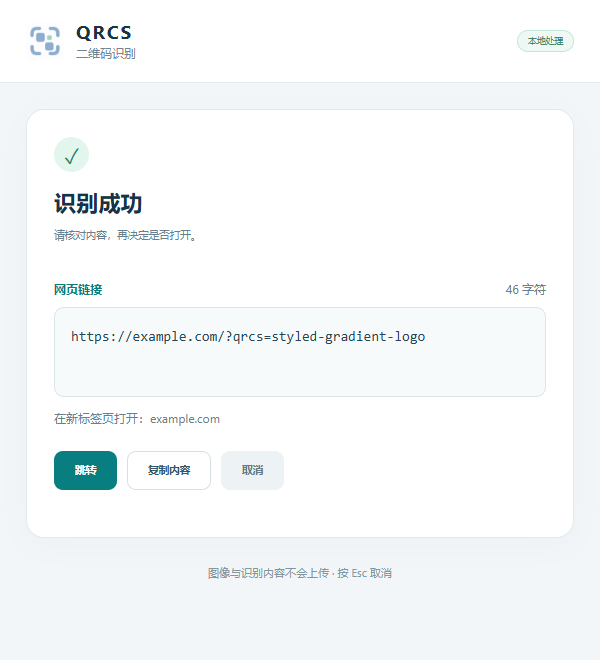 QRCS
二维码识别
本地处理
识别成功
请核对内容，再决定是否打开。
网页链接
46 字符
https://example.com/?qrcs=styled-gradient-logo
在新标签页打开：example.com
跳转
复制内容
取消
图像与识别内容不会上传 · 按 Esc 取消